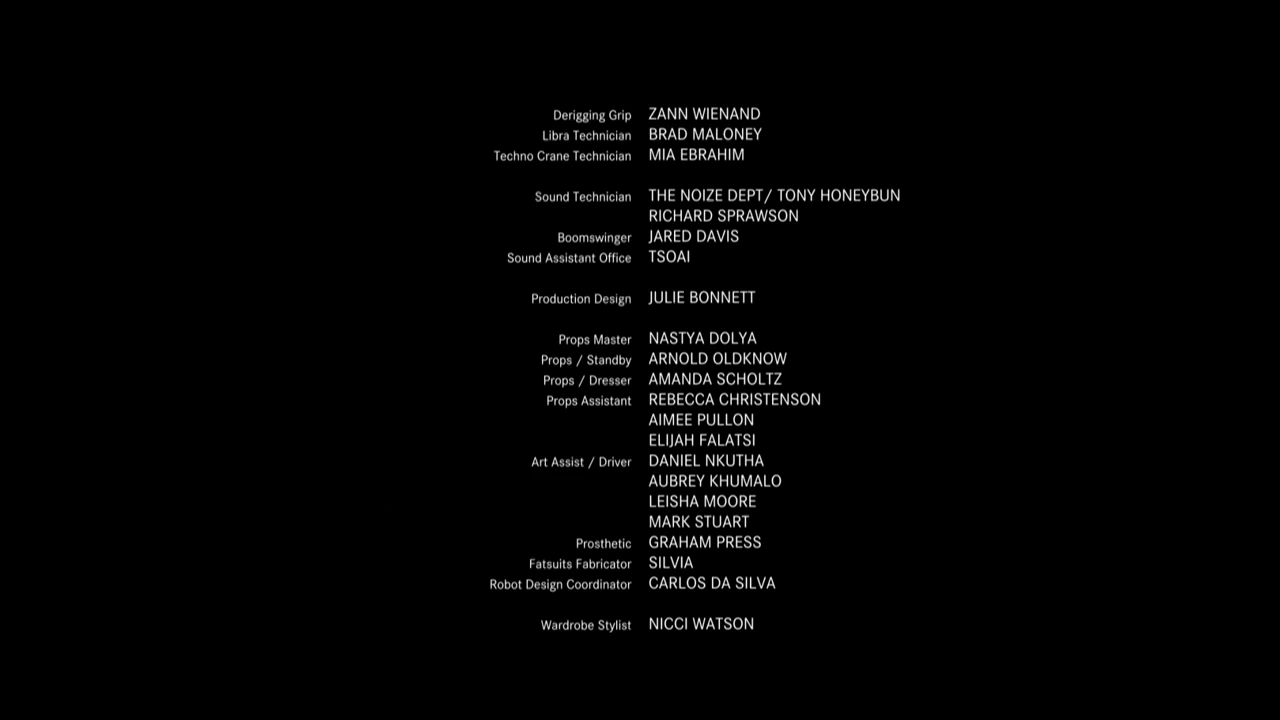 Derigging Grip ZANN WIENAND
Libra Technician BRAD MALONEY
Techno Crane Technician MIA EBRAHIM
Sound Technician THE NOIZE DEPT/ TONY HONEYBUN
RICHARD SPRAWSON
Boomswinger JARED DAVIS
Sound Assistant Office TSOAI
Production Design JULIE BONNETT
Props Master NASTYA DOLYA
Props / Standby ARNOLD OLDKNOW
Props / Dresser AMANDA SCHOLTZ
Props Assistant REBECCA CHRISTENSON
AIMEE PULLON
ELIJAH FALATSI
Art Assist / Driver DANIEL NKUTHA
AUBREY KHUMALO
LEISHA MOORE
MARK STUART
Prosthetic GRAHAM PRESS
Fatsuits Fabricator SILVIA
Robot Design Coordinator CARLOS DA SILVA
Wardrobe Stylist NICCI WATSON